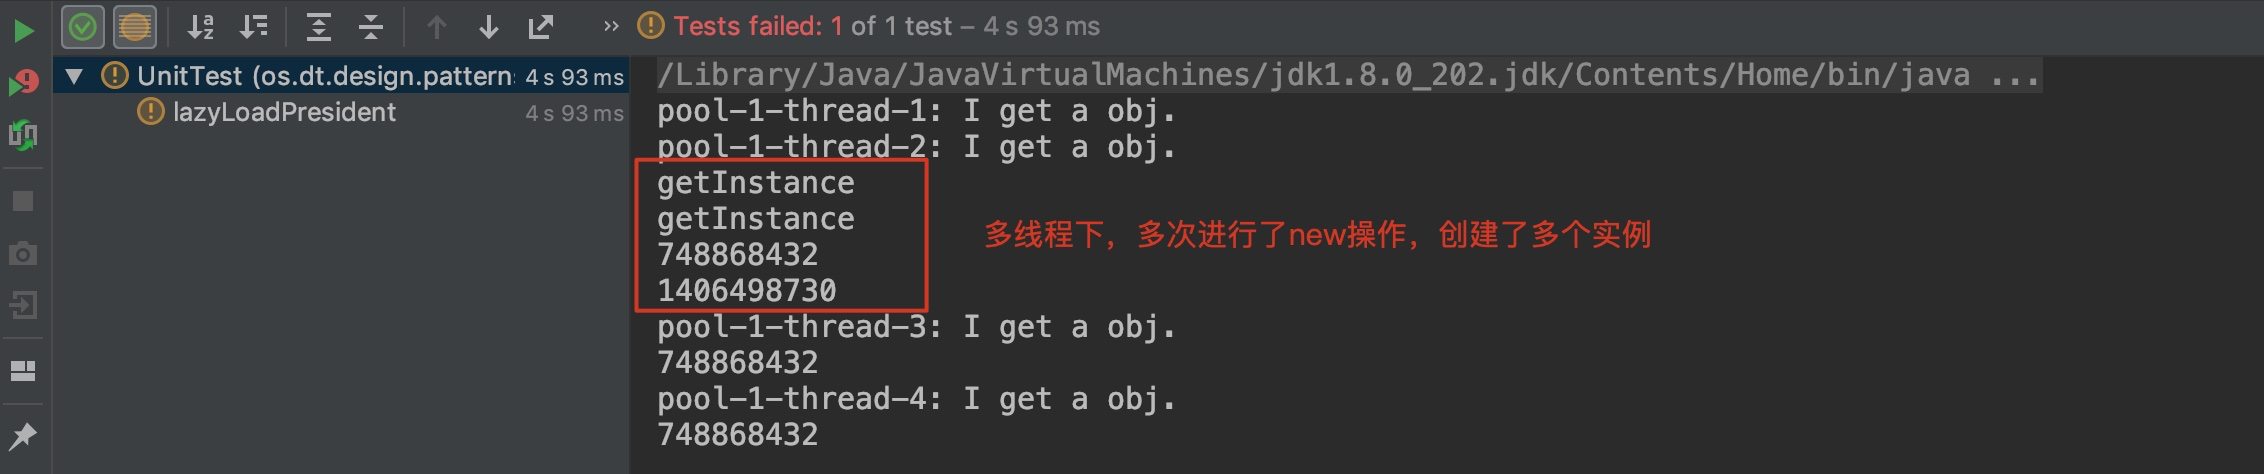 Tests failed: 1 of 1 test – 4 s 93 ms
UnitTest (os.dt.design.pattern: 4 s 93 ms
lazyLoadPresident 4 s 93 ms
/Library/Java/JavaVirtualMachines/jdk1.8.0_202.jdk/Contents/Home/bin/java ...
pool-1-thread-1: I get a obj.
pool-1-thread-2: I get a obj.
getInstance
getInstance
748868432
1406498730
多线程下，多次进行了new操作，创建了多个实例
pool-1-thread-3: I get a obj.
748868432
pool-1-thread-4: I get a obj.
748868432